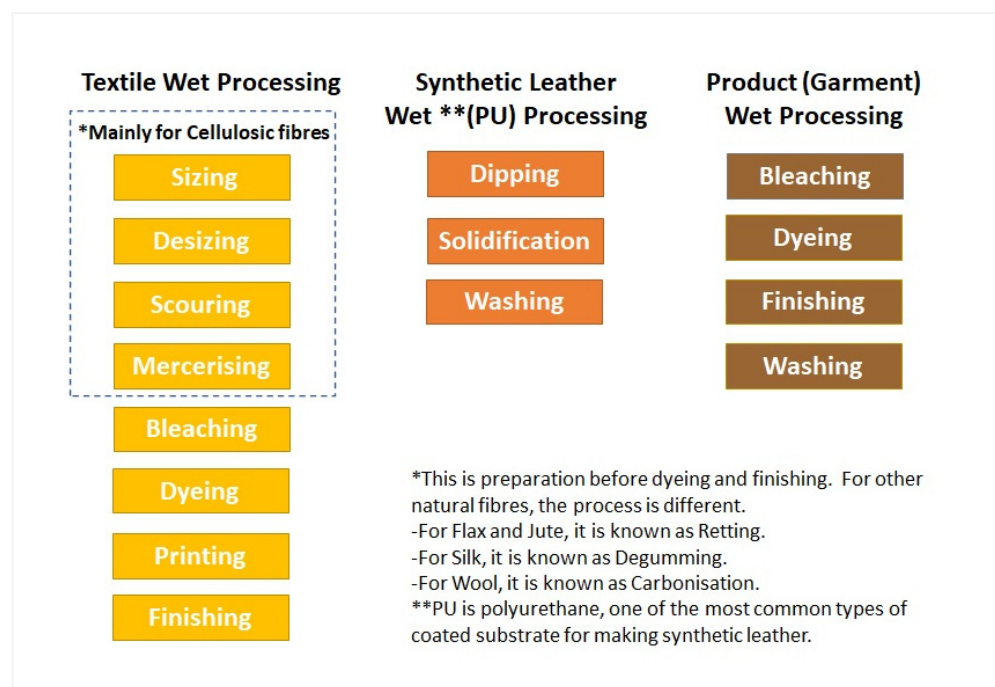 Textile Wet Processing
*Mainly for Cellulosic fibres
Sizing
Desizing
Scouring
Mercerising
Bleaching
Dyeing
Printing
Finishing
Synthetic Leather
Wet **(PU) Processing
Dipping
Solidification
Washing
Product (Garment)
Wet Processing
Bleaching
Dyeing
Finishing
Washing
*This is preparation before dyeing and finishing.  For other
natural fibres, the process is different.
-For Flax and Jute, it is known as Retting.
-For Silk, it is known as Degumming.
-For Wool, it is known as Carbonisation.
**PU is polyurethane, one of the most common types of
coated substrate for making synthetic leather.